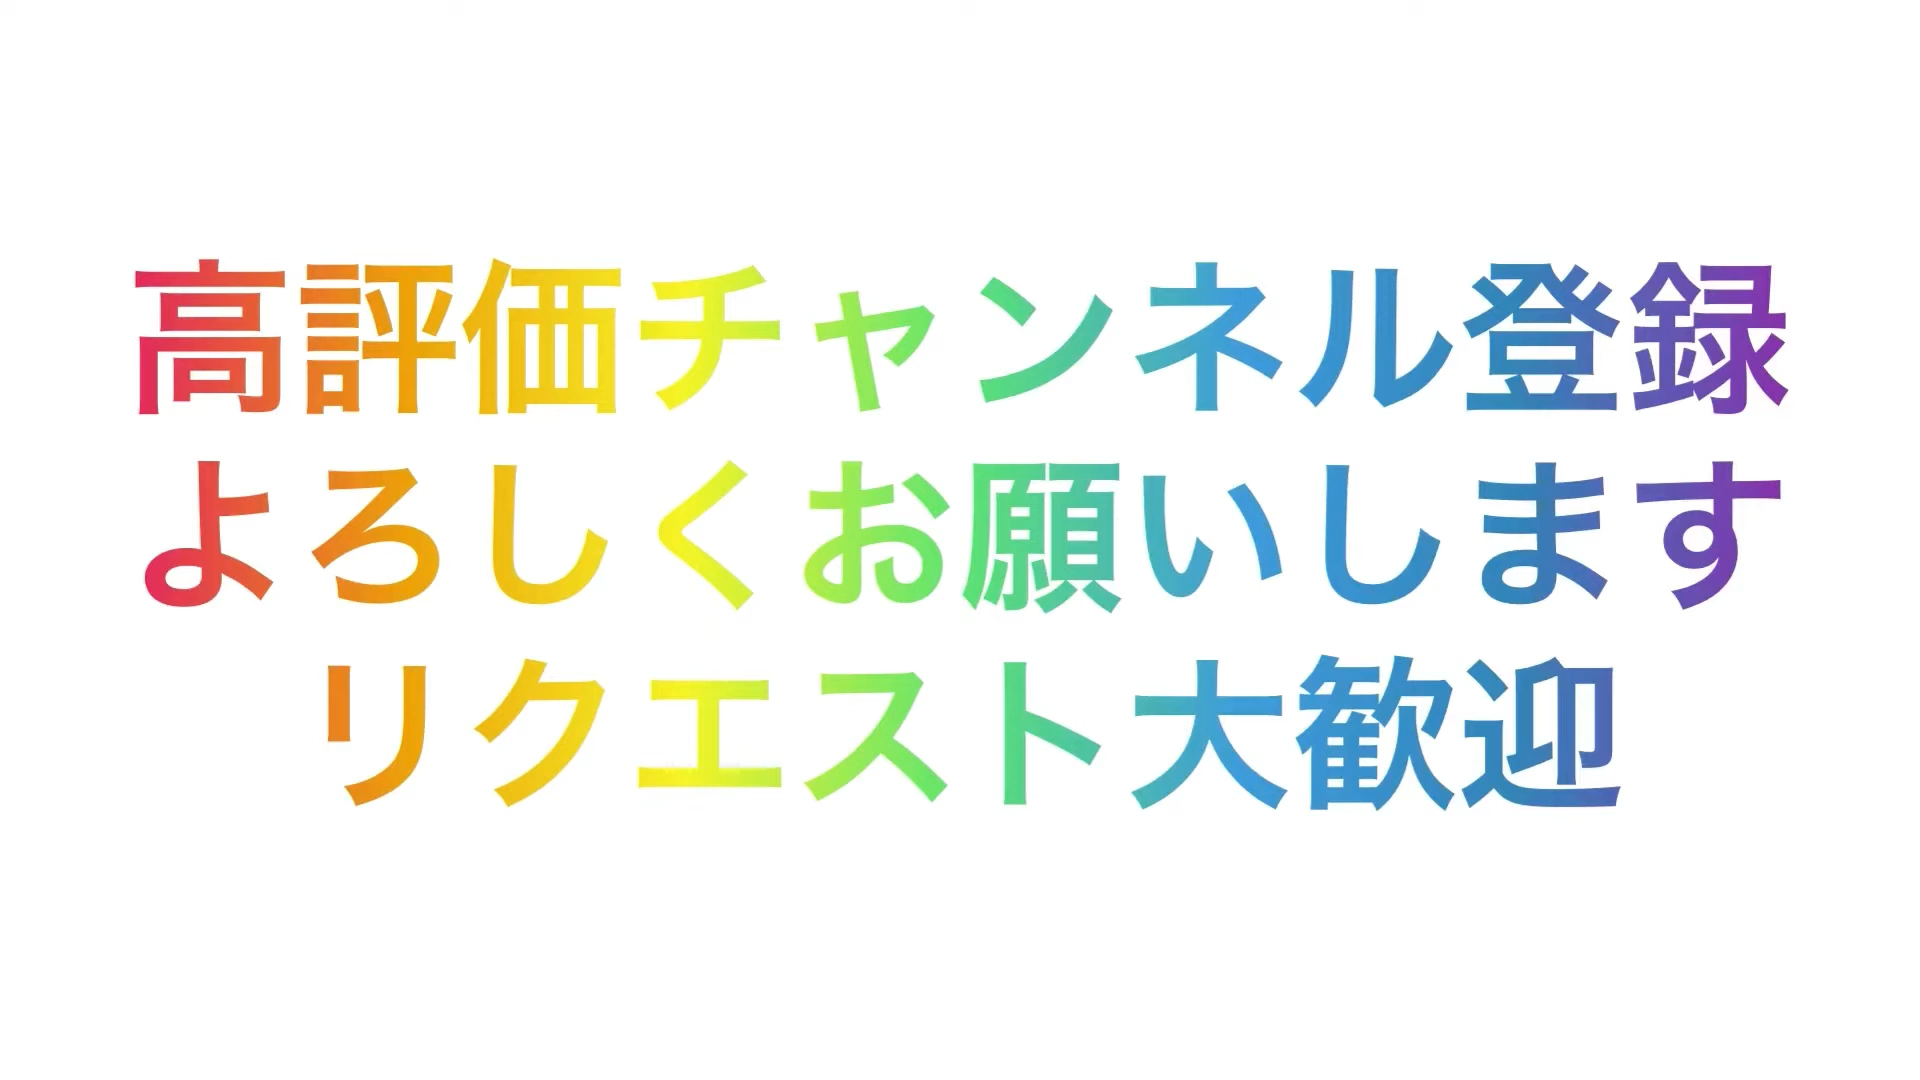 高評価チャンネル登録
よろしくお願いします
リクエスト大歓迎